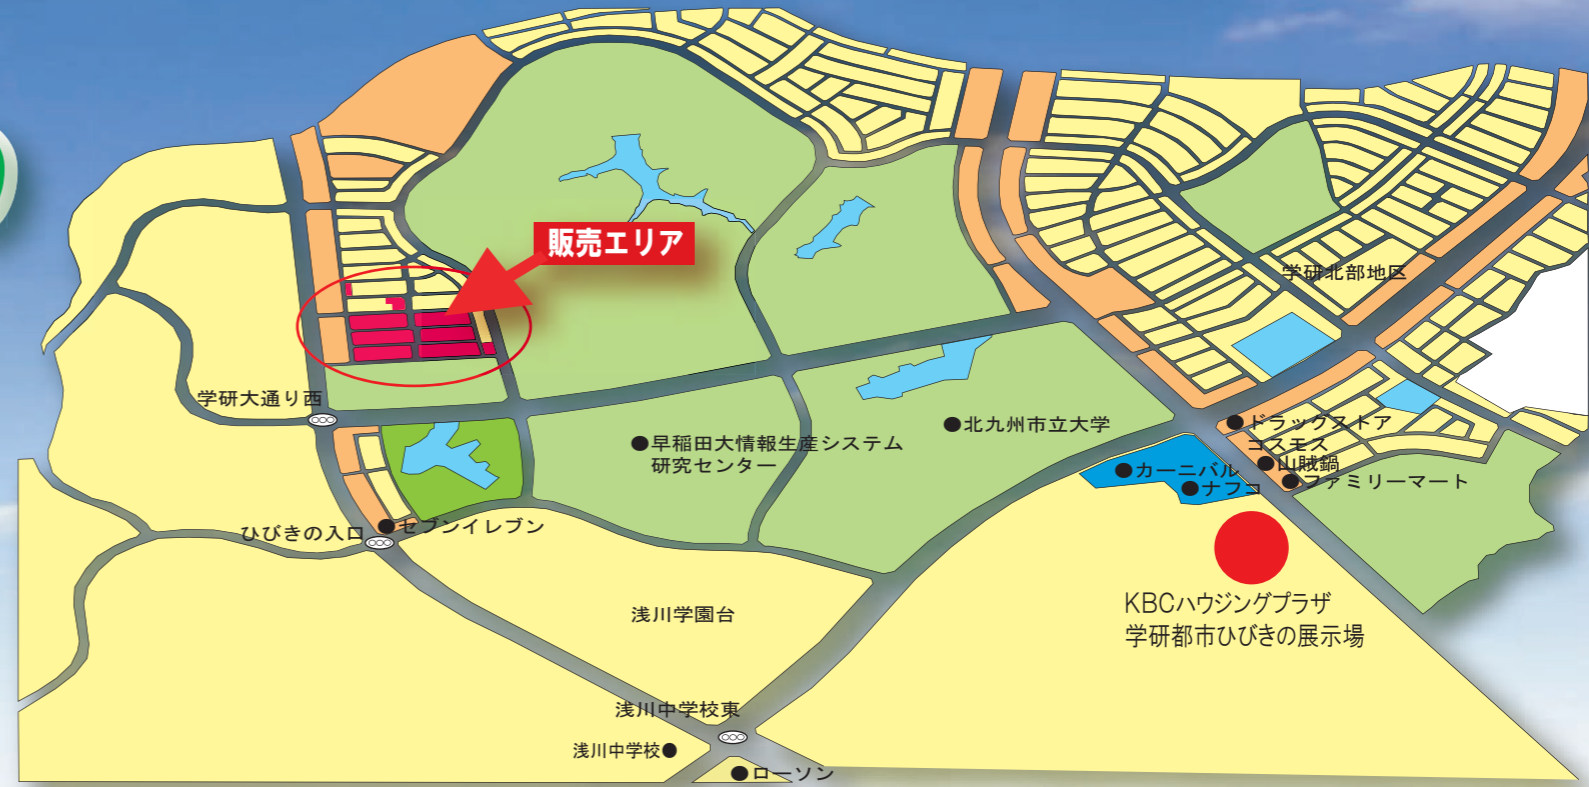 販売エリア
学研北部地区
学研大通り西
●早稲田大情報生産システム
研究センター
●北九州市立大学
●ドラッグストア
コスモス
●カーニバル
●山賊鍋
●ナフコ
●ファミリーマート
ひびきの入口
●セブンイレブン
KBCハウジングプラザ
学研都市ひびきの展示場
浅川学園台
浅川中学校東
浅川中学校●
●ローソン